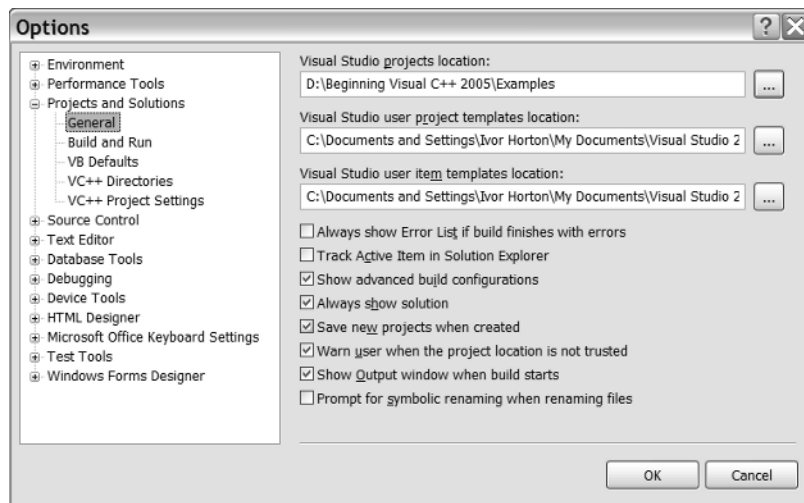 Options
Environment
Performance Tools
Projects and Solutions
General
Build and Run
VB Defaults
VC++ Directories
VC++ Project Settings
Source Control
Text Editor
Database Tools
Debugging
Device Tools
HTML Designer
Microsoft Office Keyboard Settings
Test Tools
Windows Forms Designer
Visual Studio projects location:
D:\Beginning Visual C++ 2005\Examples
...
Visual Studio user project templates location:
C:\Documents and Settings\Ivor Horton\My Documents\Visual Studio 2
...
Visual Studio user item templates location:
C:\Documents and Settings\Ivor Horton\My Documents\Visual Studio 2
...
Always show Error List if build finishes with errors
Track Active Item in Solution Explorer
Show advanced build configurations
Always show solution
Save new projects when created
Warn user when the project location is not trusted
Show Output window when build starts
Prompt for symbolic renaming when renaming files
OK
Cancel